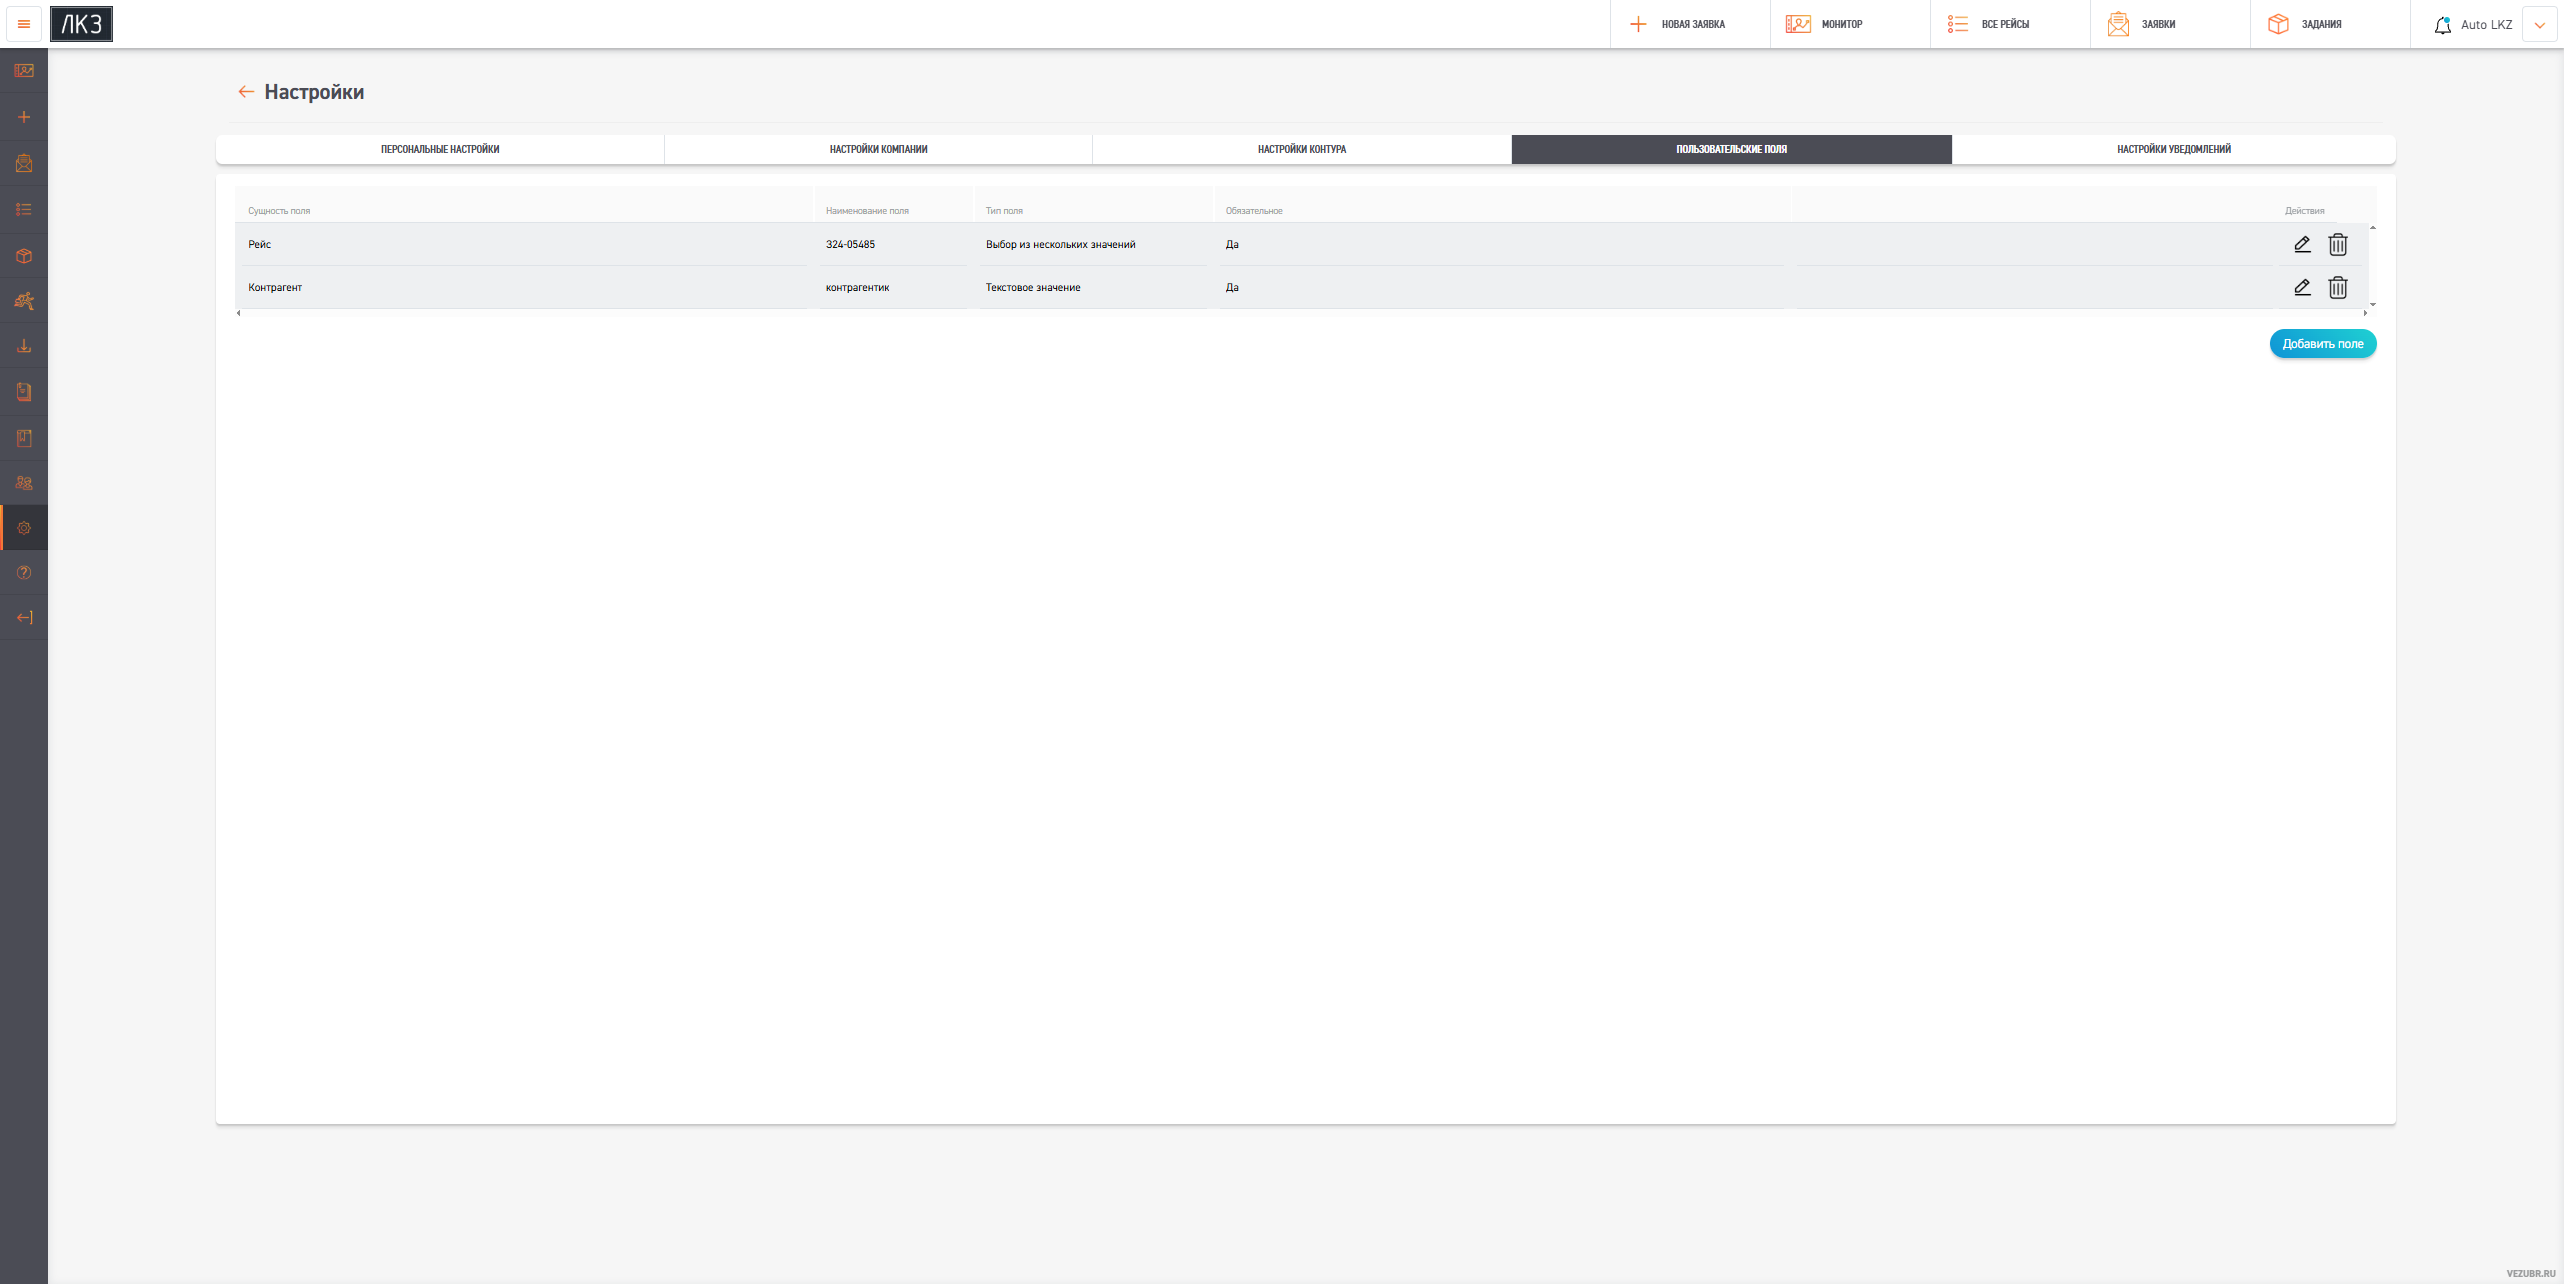 ЛКЗ
НОВАЯ ЗАЯВКА
МОНИТОР
ВСЕ РЕЙСЫ
ЗАЯВКИ
ЗАДАНИЯ
Auto LKZ
Настройки
ПЕРСОНАЛЬНЫЕ НАСТРОЙКИ
НАСТРОЙКИ КОМПАНИИ
НАСТРОЙКИ КОНТУРА
ПОЛЬЗОВАТЕЛЬСКИЕ ПОЛЯ
НАСТРОЙКИ УВЕДОМЛЕНИЙ
Сущность поля
Наименование поля
Тип поля
Обязательное
Действия
Рейс
324-05485
Выбор из нескольких значений
Да
Контрагент
контрагентик
Текстовое значение
Да
Добавить поле
VEZUBR.RU